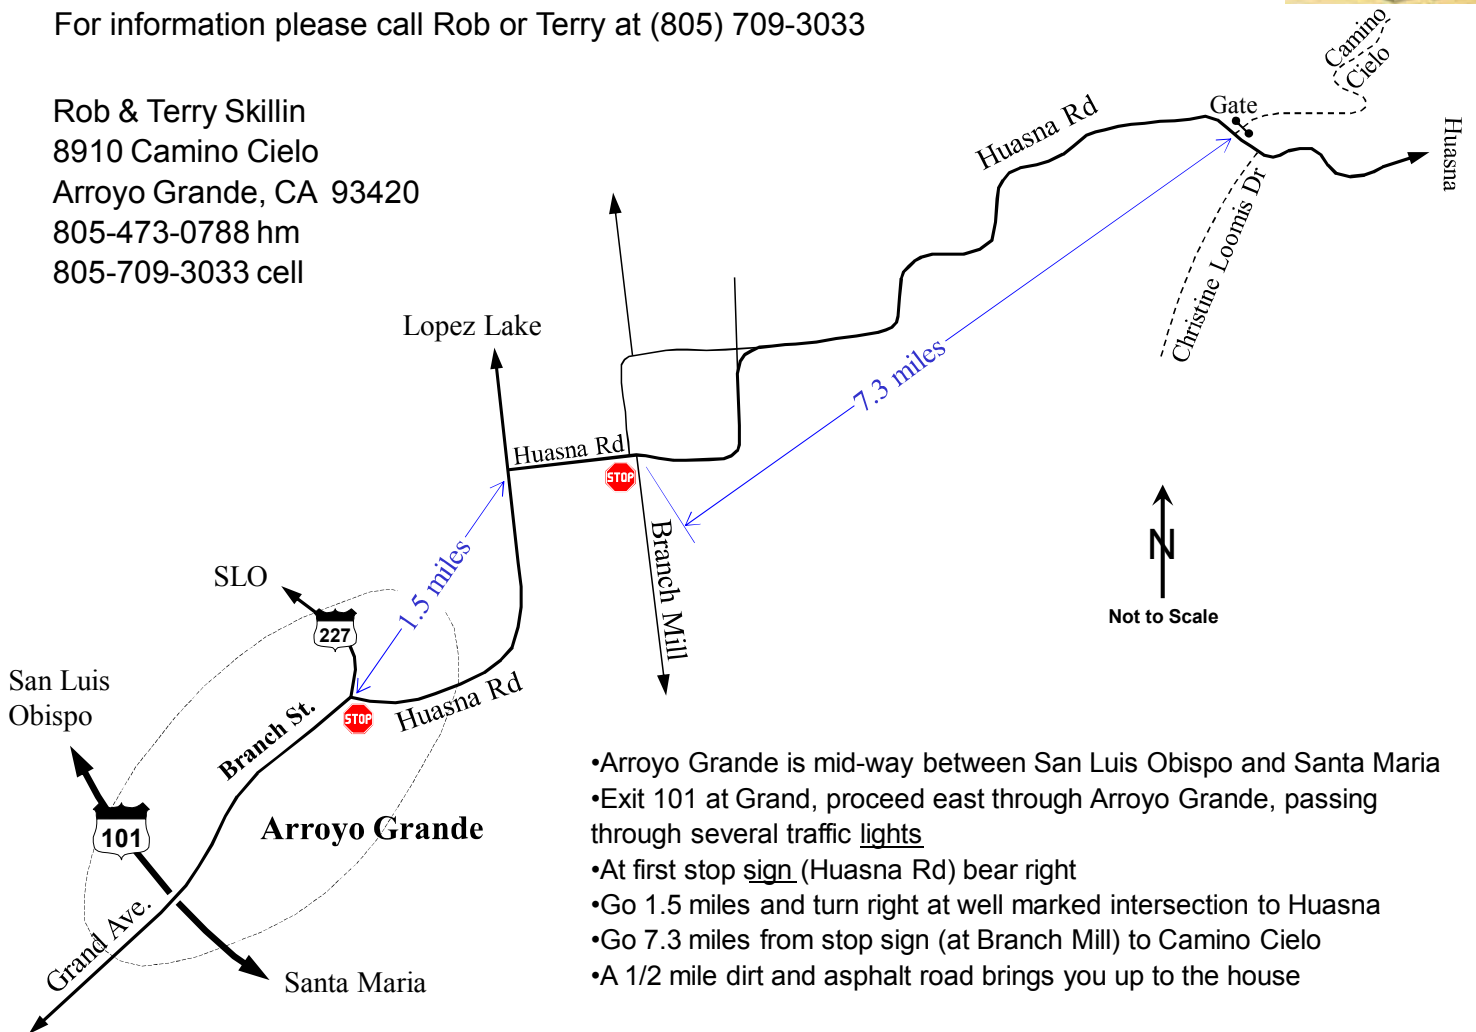 For information please call Rob or Terry at (805) 709-3033
Rob & Terry Skillin
8910 Camino Cielo
Arroyo Grande, CA 93420
805-473-0788 hm
805-709-3033 cell
Camino
Cielo
Gate
Huasna Rd
Huasna
Christine Loomis Dr
Lopez Lake
7.3 miles
Huasna Rd
STOP
Branch Mill
1.5 miles
N
Not to Scale
SLO
227
San Luis
Obispo
Branch St.
STOP
Huasna Rd
101
Arroyo Grande
Grand Ave.
Santa Maria
•Arroyo Grande is mid-way between San Luis Obispo and Santa Maria
•Exit 101 at Grand, proceed east through Arroyo Grande, passing
through several traffic lights
•At first stop sign (Huasna Rd) bear right
•Go 1.5 miles and turn right at well marked intersection to Huasna
•Go 7.3 miles from stop sign (at Branch Mill) to Camino Cielo
•A 1/2 mile dirt and asphalt road brings you up to the house